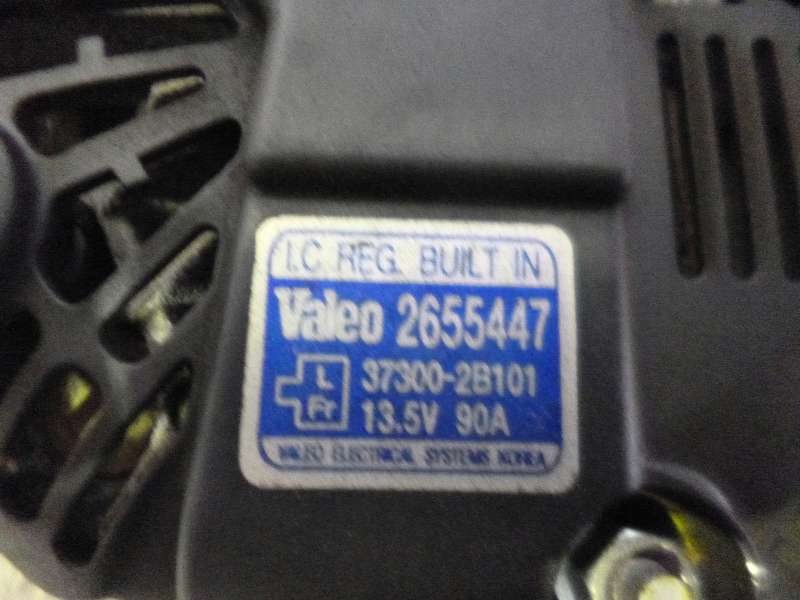 I.C. REG. BUILT IN
Valeo 2655447
L 37300-2B101
Fr 13.5V 90A
VALEO ELECTRICAL SYSTEMS KOREA